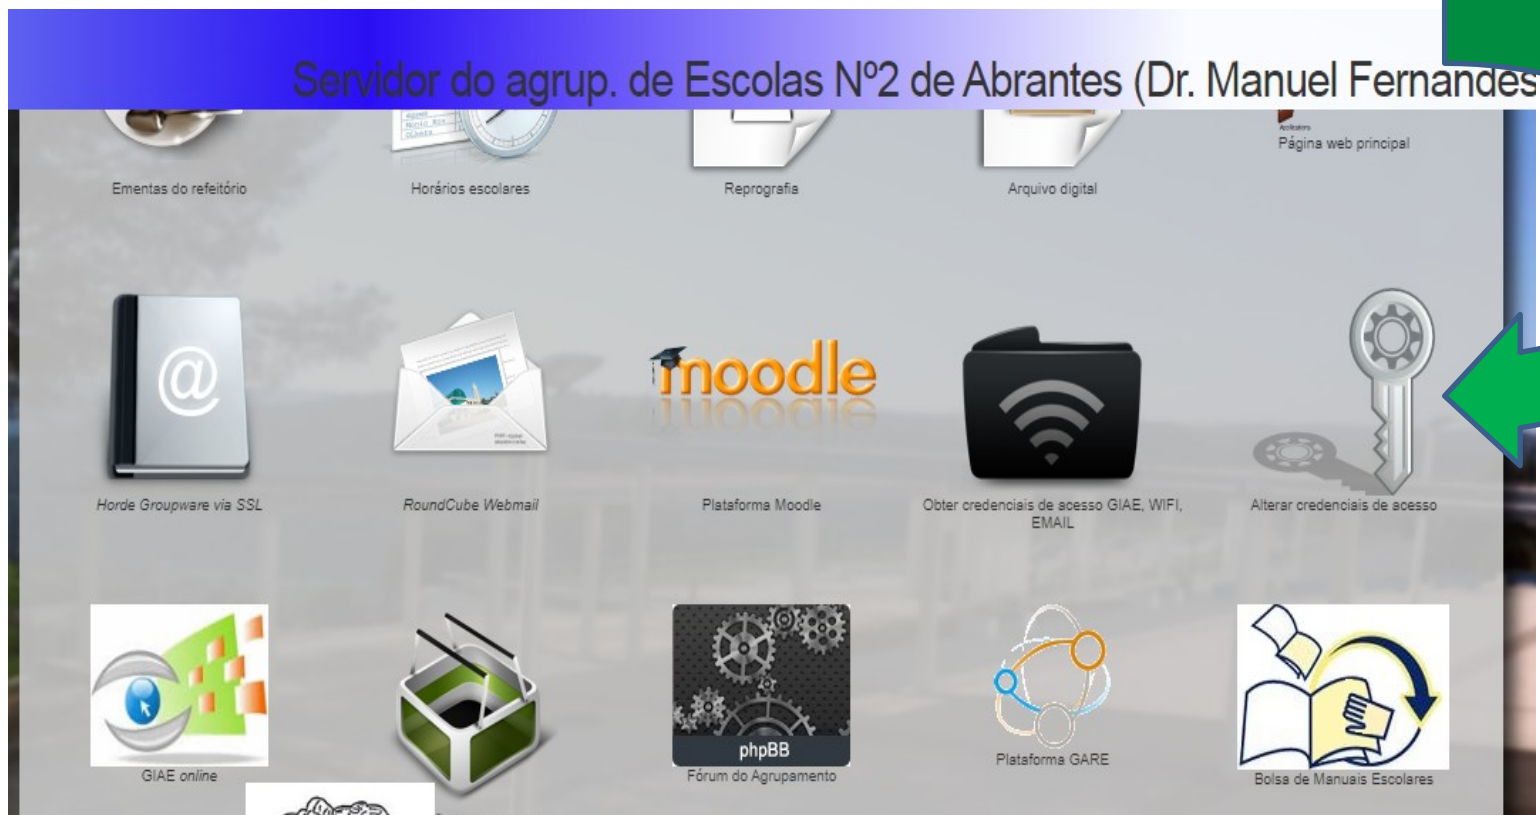 Servidor do agrup. de Escolas Nº2 de Abrantes (Dr. Manuel Fernandes
Página web principal
Ementas do refeitório
Horários escolares
Reprografia
Arquivo digital
@
moodle
Horde Groupware via SSL
RoundCube Webmail
Plataforma Moodle
Obter credenciais de acesso GIAE, WIFI,
EMAIL
Alterar credenciais de acesso
phpBB
GIAE online
Fórum do Agrupamento
Plataforma GARE
Bolsa de Manuais Escolares